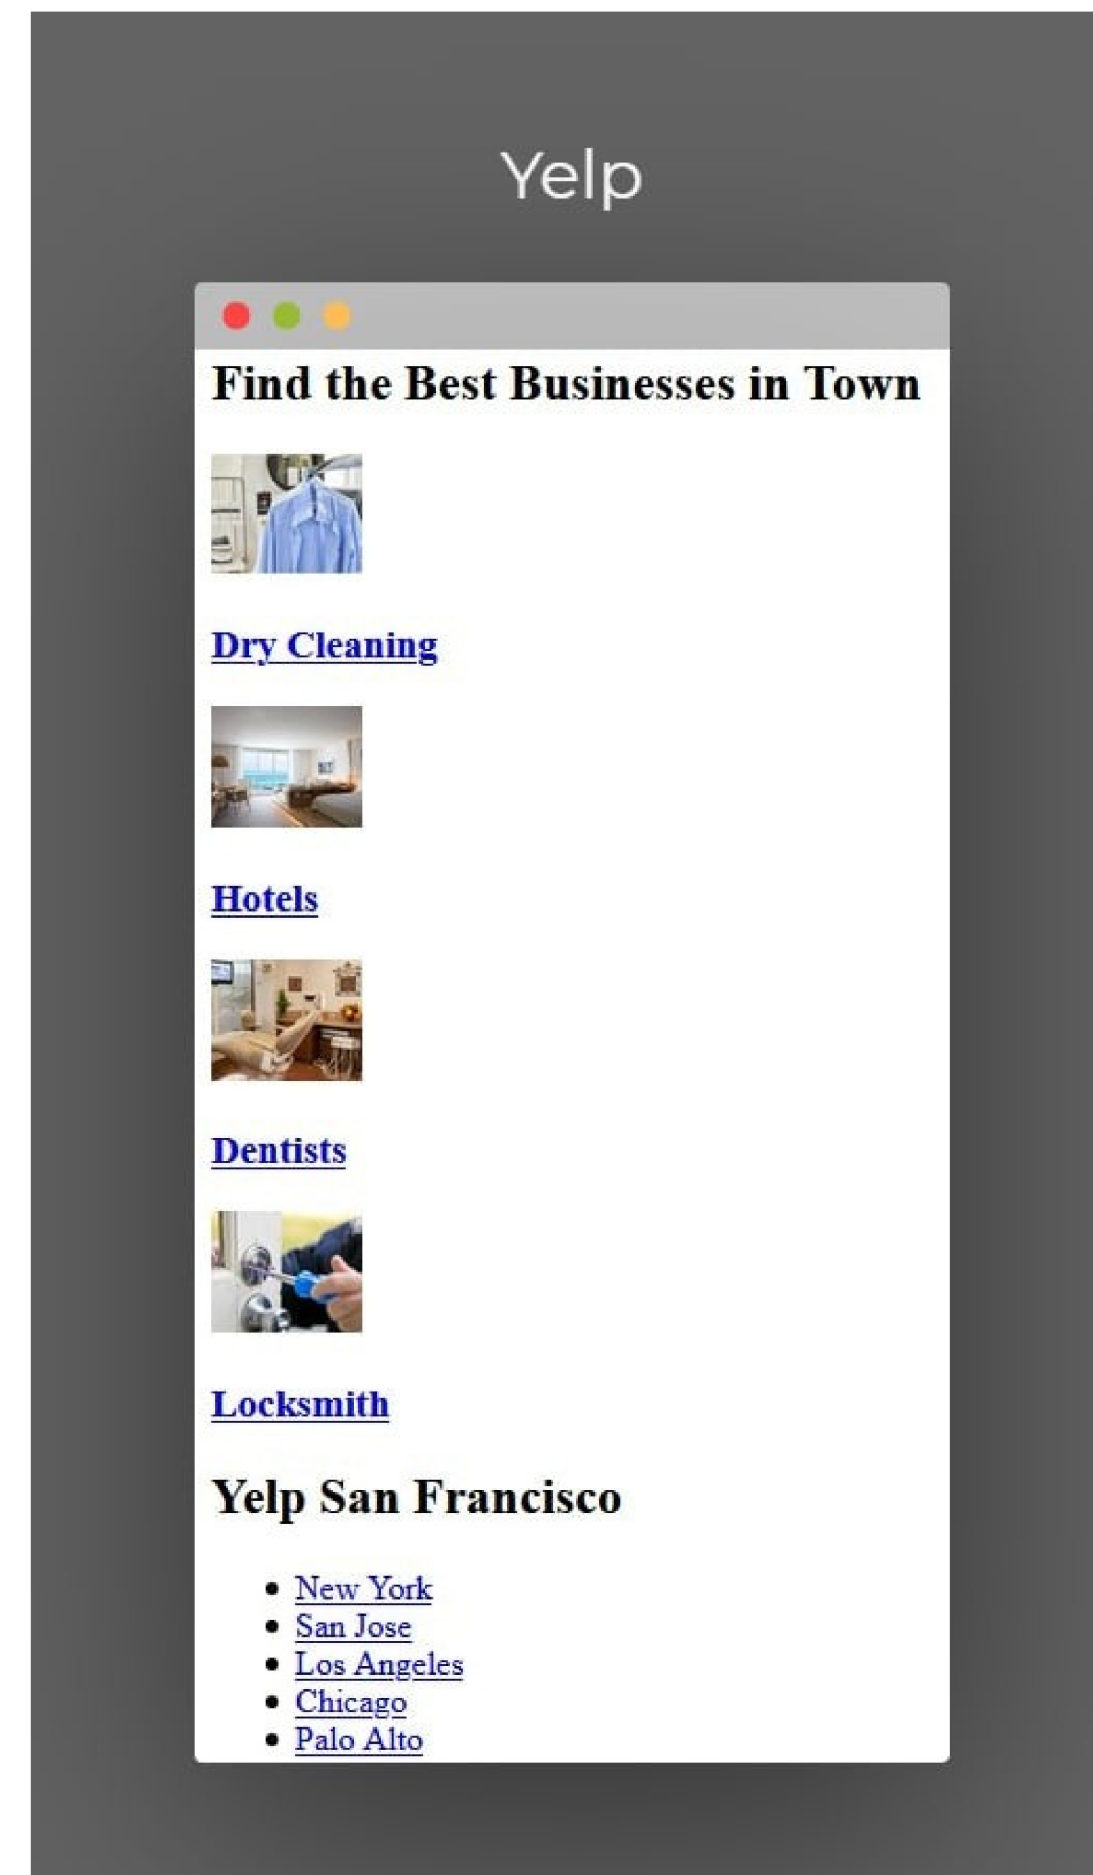 Yelp
Find the Best Businesses in Town
Dry Cleaning
Hotels
Dentists
Locksmith
Yelp San Francisco
New York
San Jose
Los Angeles
Chicago
Palo Alto